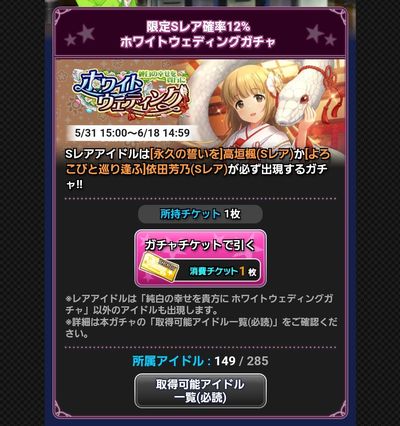 限定Sレア確率12%
ホワイトウェディングガチャ
純白の幸せを貴方に
ホワイト
ウェディング
5/31 15:00～6/18 14:59
Sレアアイドルは[永久の誓いを]高垣楓(Sレア)か[よろ
こびと巡り逢ふ]依田芳乃(Sレア)が必ず出現するガチ
ャ!!
所持チケット 1枚
ガチャチケットで引く
消費チケット1枚
※レアアイドルは「純白の幸せを貴方に ホワイトウェディングガ
チャ」以外のアイドルも出現します。
※詳細は本ガチャの「取得可能アイドル一覧(必読)」をご確認くだ
さい。
所属アイドル : 149 / 285
取得可能アイドル
一覧(必読)